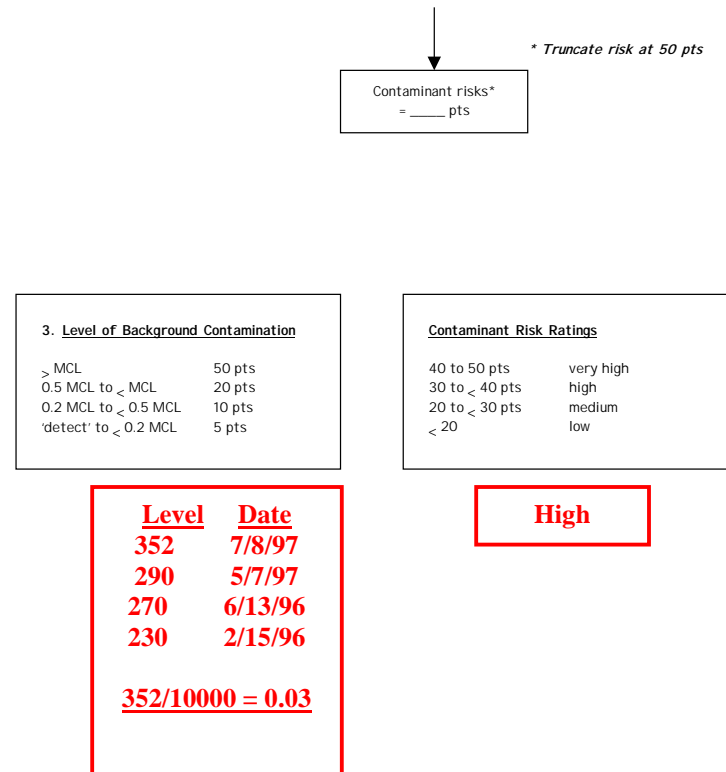 * Truncate risk at 50 pts
Contaminant risks*
= _____ pts
3. Level of Background Contamination
> MCL 50 pts
0.5 MCL to < MCL 20 pts
0.2 MCL to < 0.5 MCL 10 pts
'detect' to < 0.2 MCL 5 pts
Contaminant Risk Ratings
40 to 50 pts very high
30 to < 40 pts high
20 to < 30 pts medium
< 20 low
Level Date
352 7/8/97
290 5/7/97
270 6/13/96
230 2/15/96
352/10000 = 0.03
High